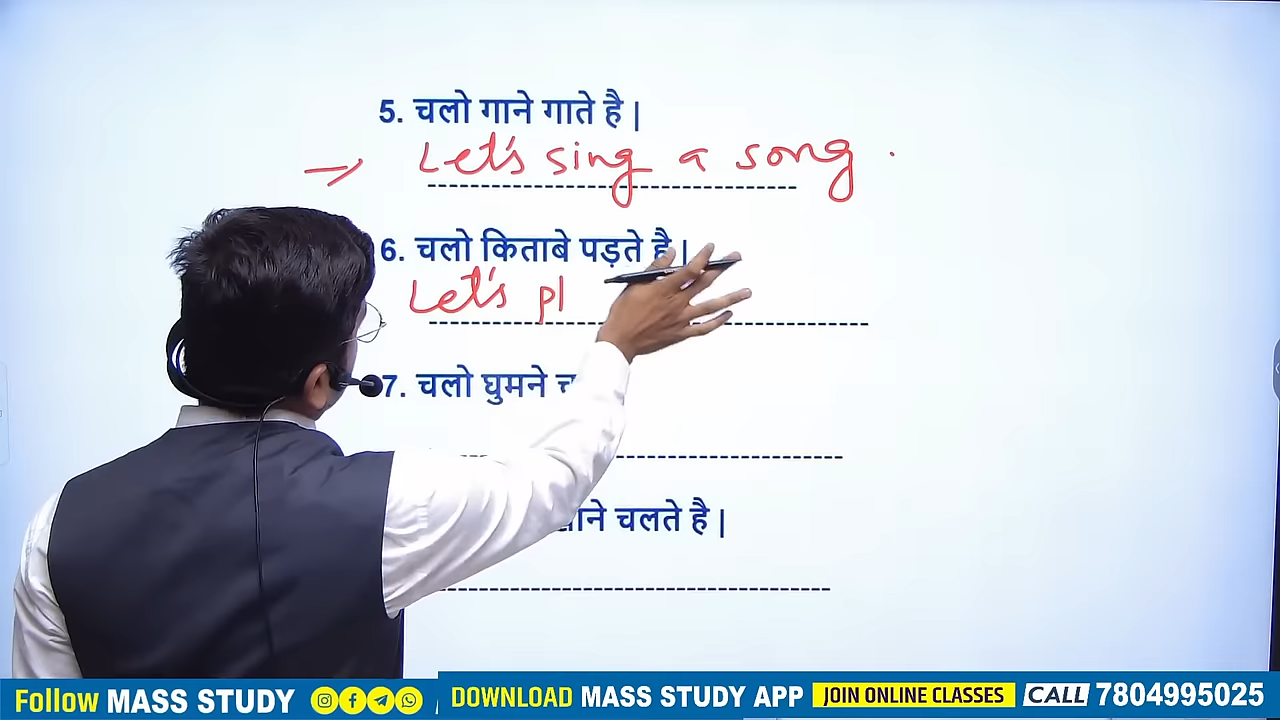 5. चलो गाने गाते है |
→ Let's sing a song .
6. चलो किताबे पड़ते है |
Let's pl
7. चलो घुमने
चलते है |
Follow MASS STUDY
DOWNLOAD MASS STUDY APP JOIN ONLINE CLASSES CALL 7804995025